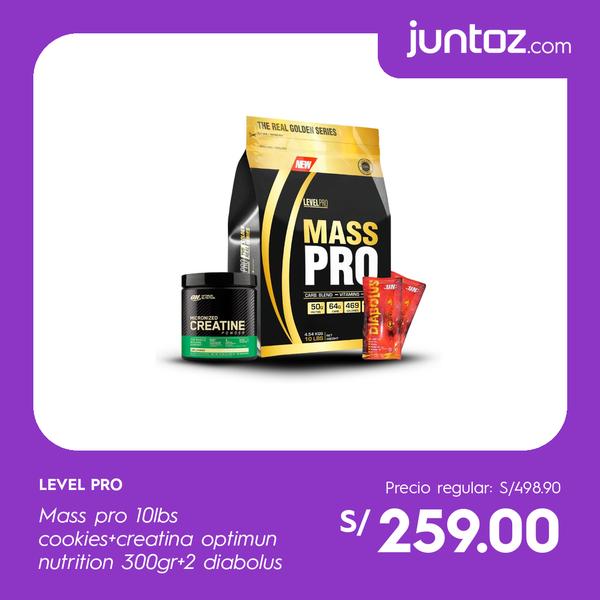 juntoz.com
THE REAL GOLDEN SERIES
NEW
LEVELPRO
MASS
PRO
CARB BLEND – VITAMINS –
50g 64g 469
4.54 KGS
10 LBS
ON
MICRONIZED
CREATINE
POWDER
DIABOLUS
LEVEL PRO
Mass pro 10lbs
cookies+creatina optimun
nutrition 300gr+2 diabolus
Precio regular: S/498.90
S/259.00